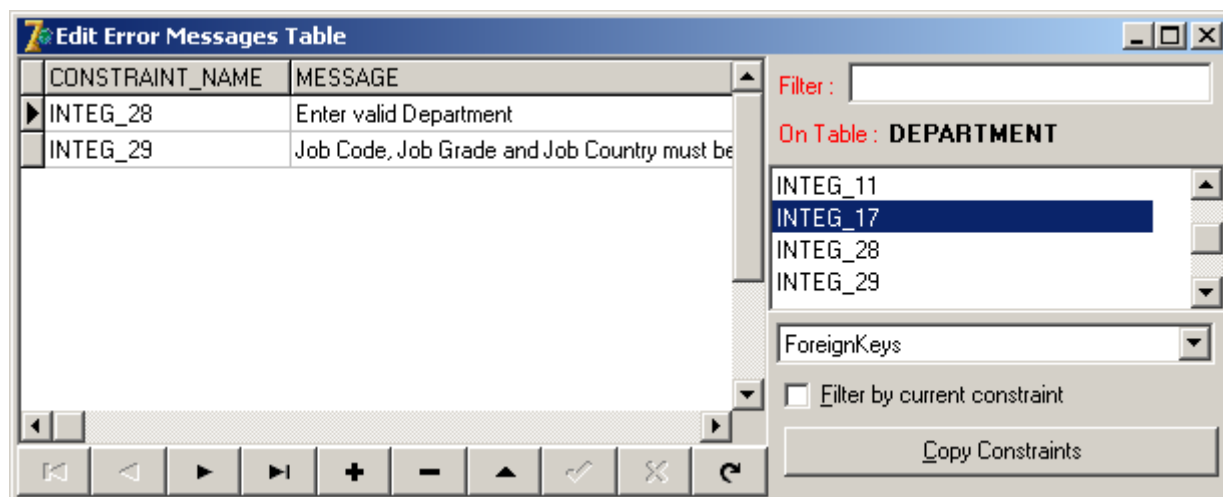 Edit Error Messages Table
CONSTRAINT_NAME MESSAGE
INTEG_28 Enter valid Department
INTEG_29 Job Code, Job Grade and Job Country must be
Filter :
On Table : DEPARTMENT
INTEG_11
INTEG_17
INTEG_28
INTEG_29
ForeignKeys
Filter by current constraint
Copy Constraints